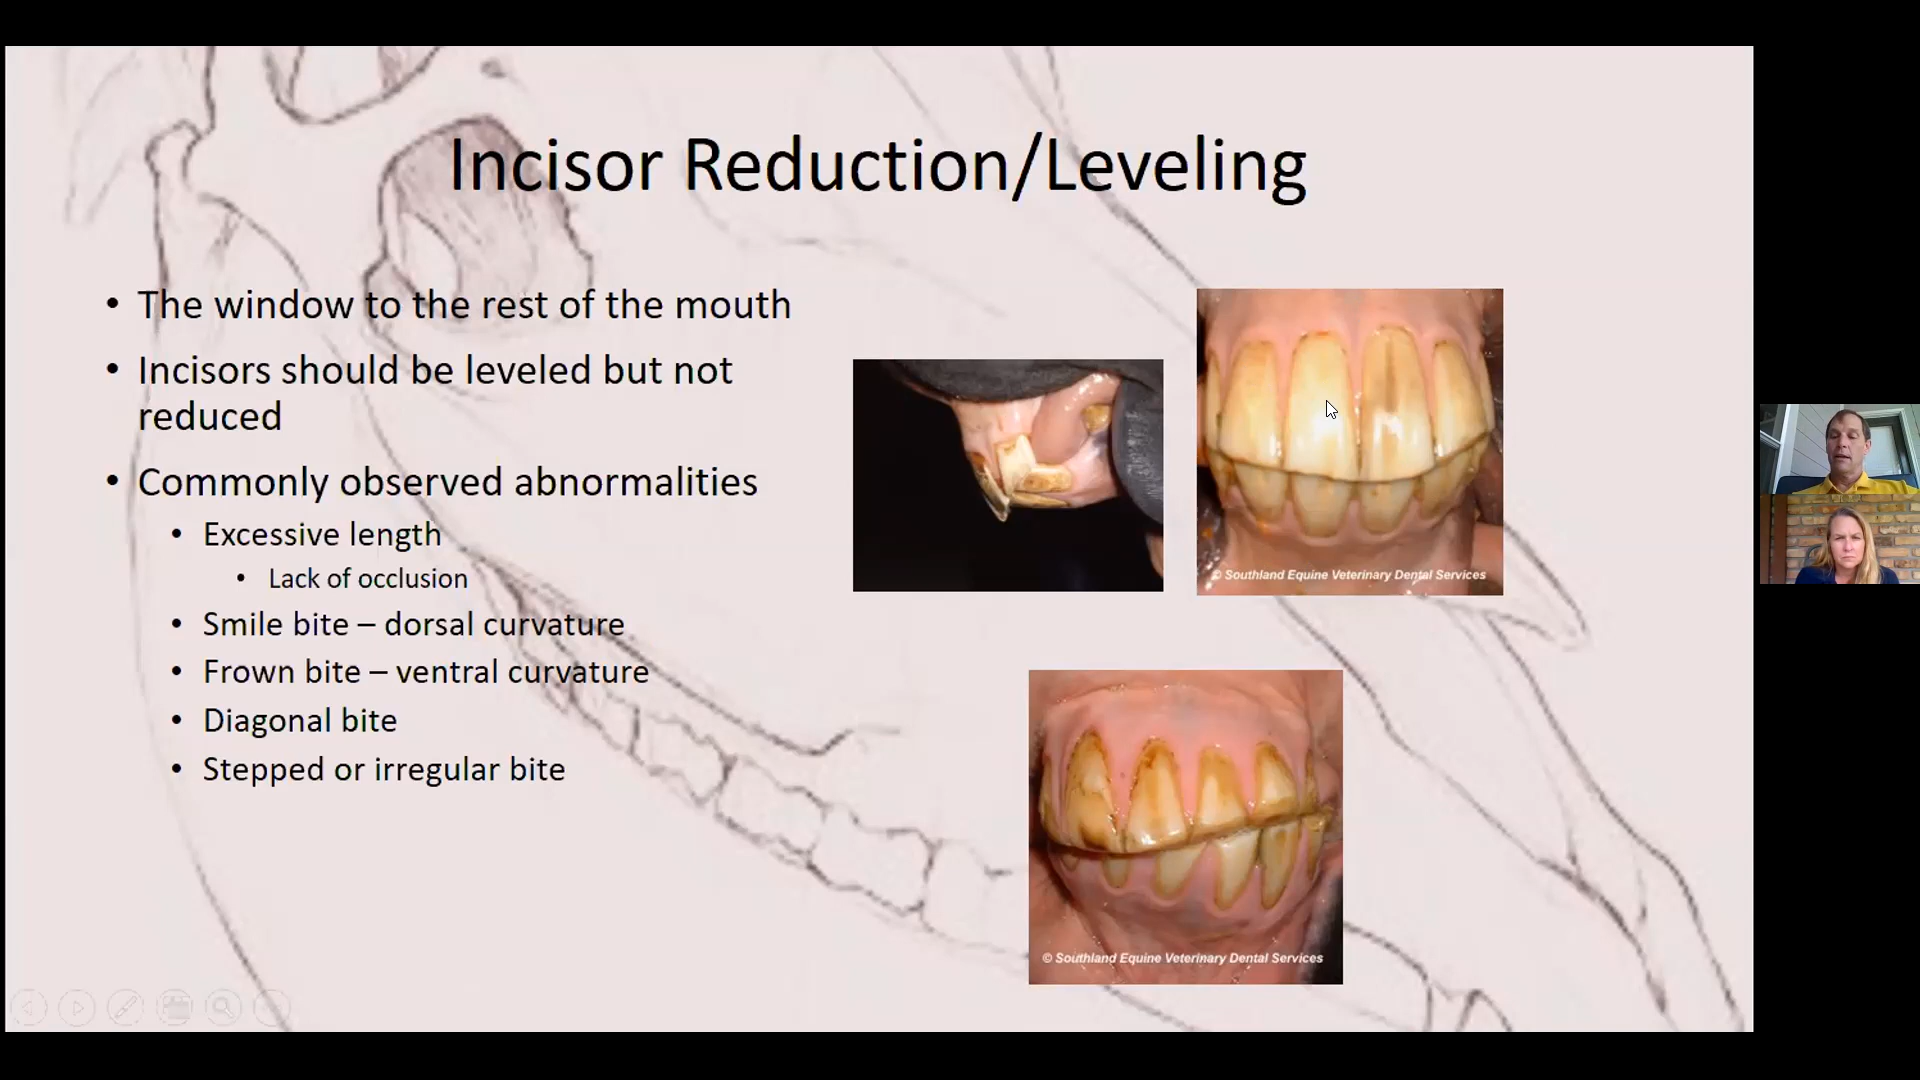 Incisor Reduction/Leveling
• The window to the rest of the mouth
• Incisors should be leveled but not
reduced
• Commonly observed abnormalities
• Excessive length
• Lack of occlusion
• Smile bite – dorsal curvature
• Frown bite – ventral curvature
• Diagonal bite
• Stepped or irregular bite
© Southland Equine Veterinary Dental Services
© Southland Equine Veterinary Dental Services